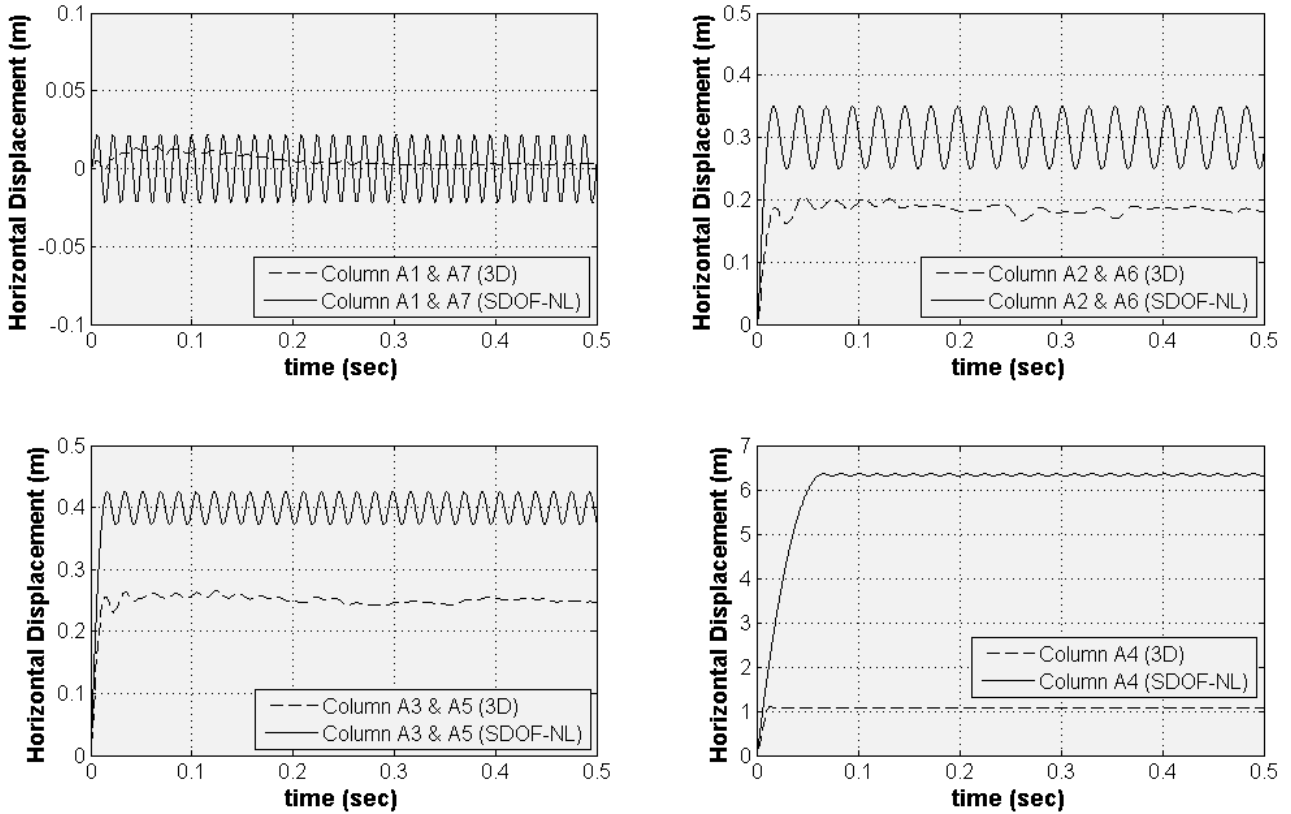 Horizontal Displacement (m)
0.1
0.05
0
-0.05
-0.1
0 0.1 0.2 0.3 0.4 0.5
time (sec)
Column A1 & A7 (3D)
Column A1 & A7 (SDOF-NL)
Horizontal Displacement (m)
0.5
0.4
0.3
0.2
0.1
0
0 0.1 0.2 0.3 0.4 0.5
time (sec)
Column A2 & A6 (3D)
Column A2 & A6 (SDOF-NL)
Horizontal Displacement (m)
0.5
0.4
0.3
0.2
0.1
0
0 0.1 0.2 0.3 0.4 0.5
time (sec)
Column A3 & A5 (3D)
Column A3 & A5 (SDOF-NL)
Horizontal Displacement (m)
7
6
5
4
3
2
1
0
0 0.1 0.2 0.3 0.4 0.5
time (sec)
Column A4 (3D)
Column A4 (SDOF-NL)